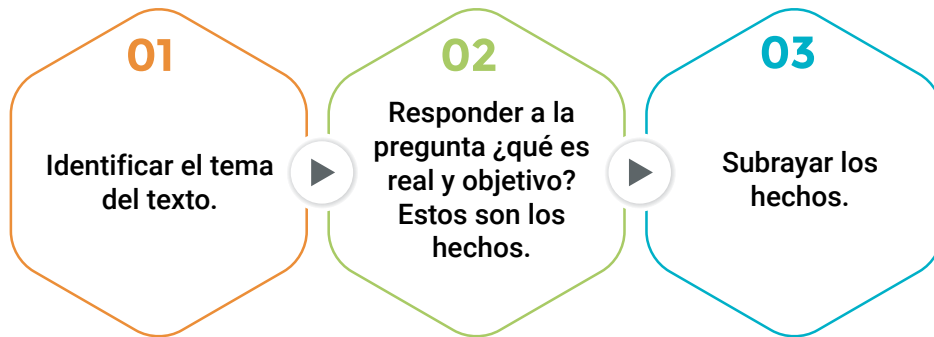 01
Identificar el tema
del texto.
02
Responder a la
pregunta ¿qué es
real y objetivo?
Estos son los
hechos.
03
Subrayar los
hechos.